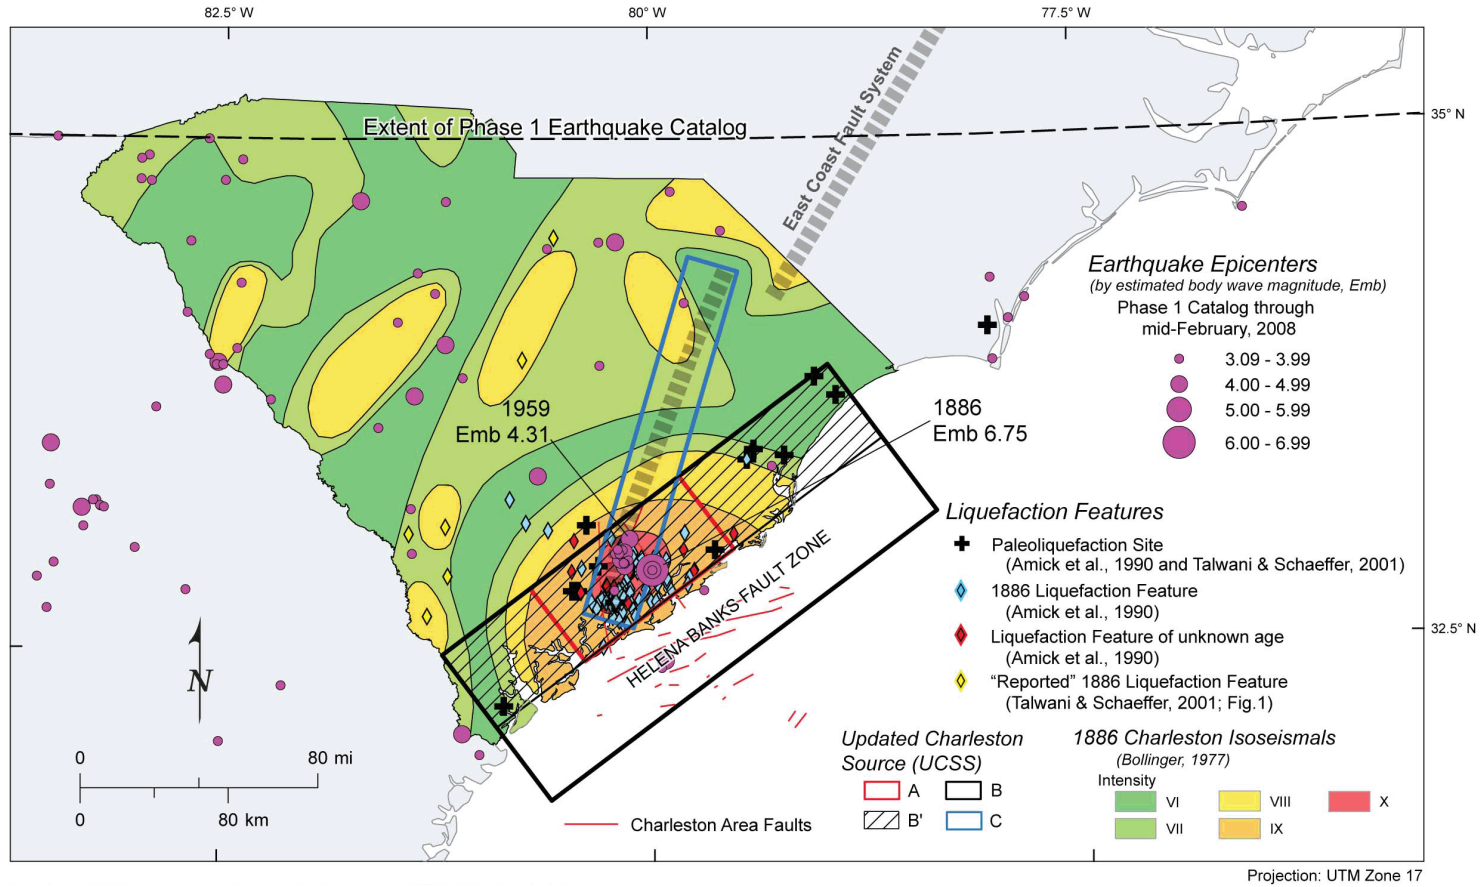 82.5° W
80° W
77.5° W
35° N
32.5° N
Extent of Phase 1 Earthquake Catalog
East Coast Fault System
1959
Emb 4.31
1886
Emb 6.75
HELENA BANKS FAULT ZONE
N
0
80 mi
0
80 km
Charleston Area Faults
Earthquake Epicenters
(by estimated body wave magnitude, Emb)
Phase 1 Catalog through
mid-February, 2008
3.09 - 3.99
4.00 - 4.99
5.00 - 5.99
6.00 - 6.99
Liquefaction Features
Paleoliquefaction Site
(Amick et al., 1990 and Talwani & Schaeffer, 2001)
1886 Liquefaction Feature
(Amick et al., 1990)
Liquefaction Feature of unknown age
(Amick et al., 1990)
“Reported” 1886 Liquefaction Feature
(Talwani & Schaeffer, 2001; Fig.1)
Updated Charleston
Source (UCSS)
A
B
B'
C
1886 Charleston Isoseismals
(Bollinger, 1977)
Intensity
VI
VIII
X
VII
IX
Projection: UTM Zone 17